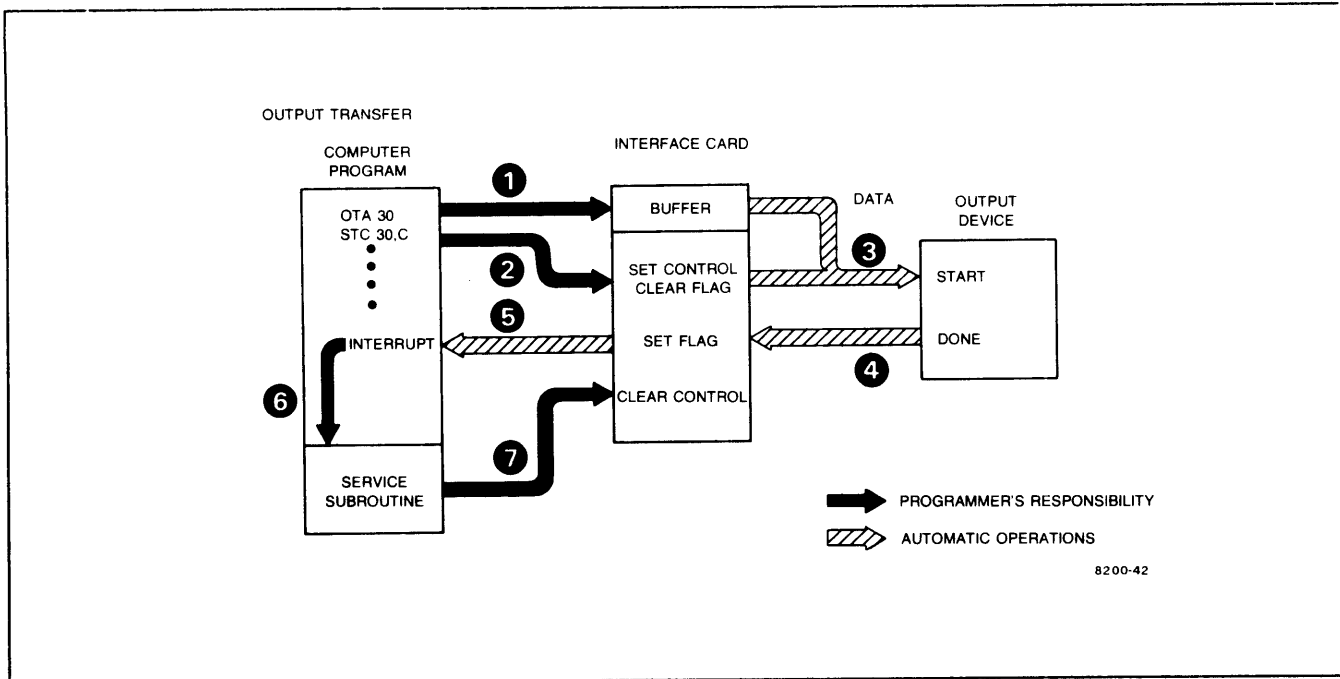 OUTPUT TRANSFER
COMPUTER
PROGRAM
OTA 30
STC 30,C
INTERRUPT
SERVICE
SUBROUTINE
1
2
5
6
7
INTERFACE CARD
BUFFER
SET CONTROL
CLEAR FLAG
SET FLAG
CLEAR CONTROL
DATA
3
4
OUTPUT
DEVICE
START
DONE
PROGRAMMER'S RESPONSIBILITY
AUTOMATIC OPERATIONS
8200-42